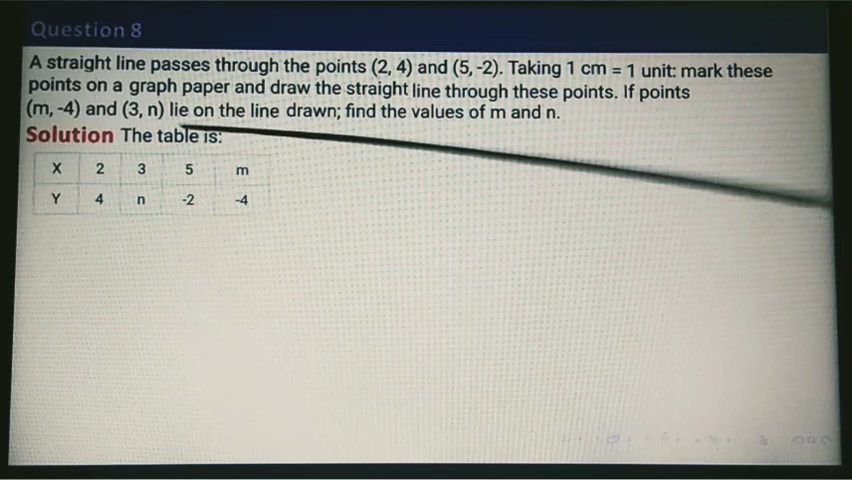 Question 8
A straight line passes through the points (2, 4) and (5, -2). Taking 1 cm = 1 unit: mark these
points on a graph paper and draw the straight line through these points. If points
(m, -4) and (3, n) lie on the line drawn; find the values of m and n.
Solution The table is:
X 2 3 5 m
Y 4 n -2 -4